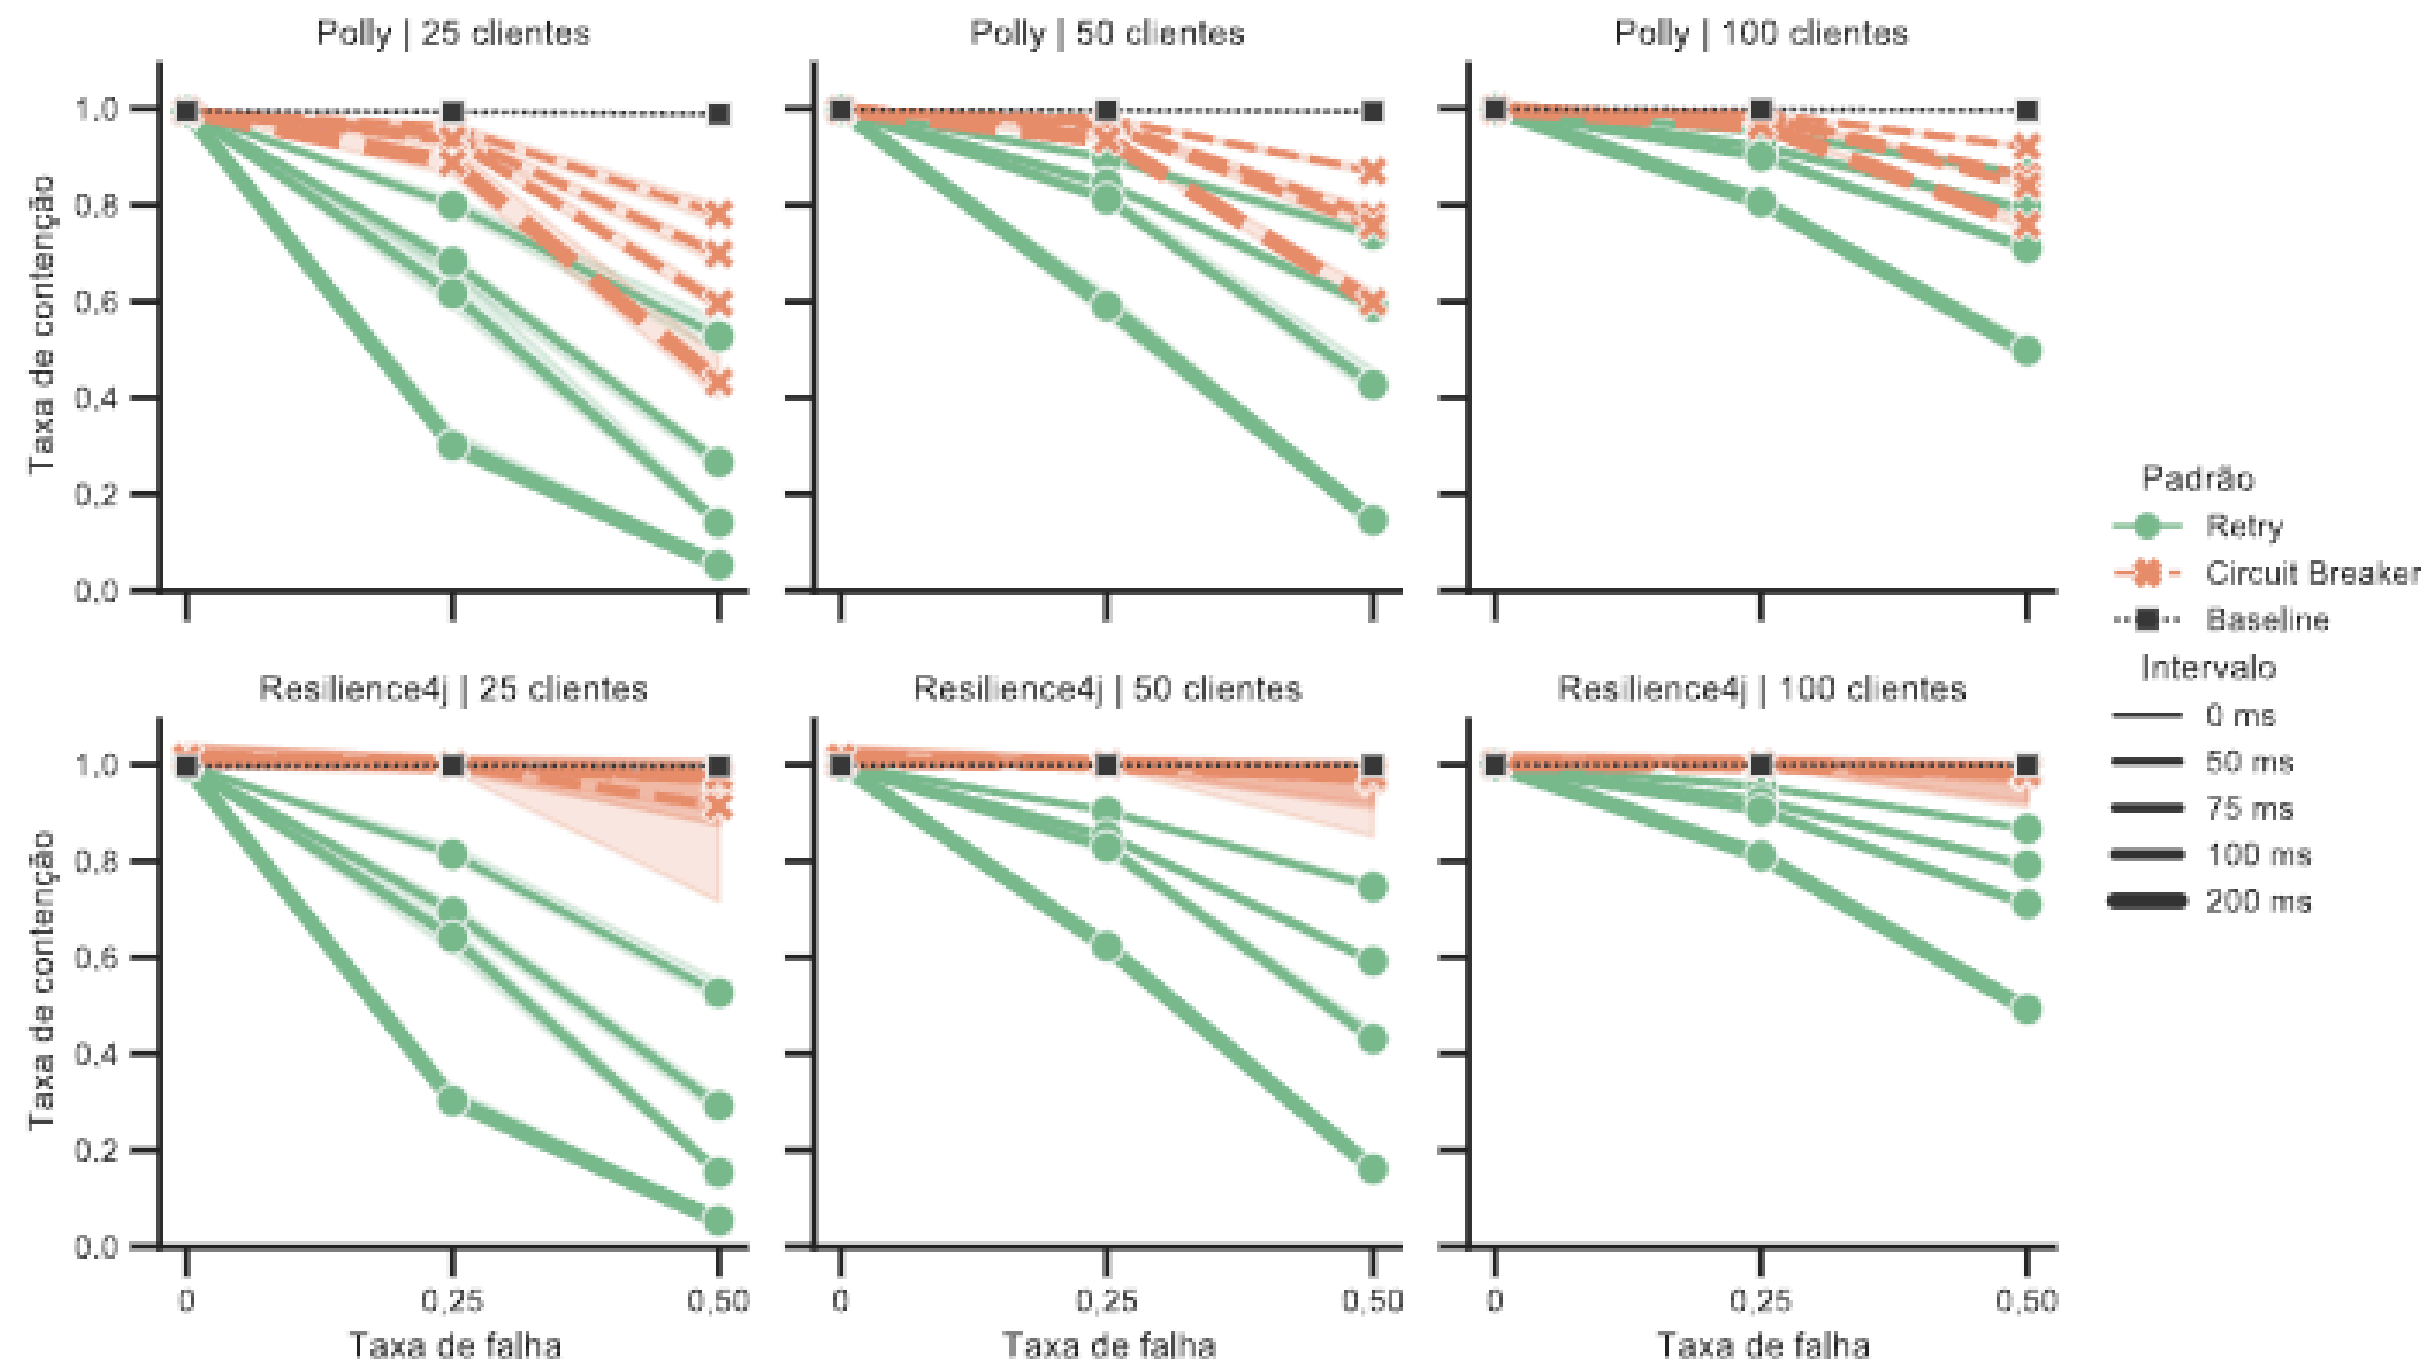 Polly | 25 clientes
Polly | 50 clientes
Polly | 100 clientes
Taxa de contenção
1.0
0.8
0.6
0.4
0.2
0.0
Padrão
Retry
Circuit Breaker
Baseline
Intervalo
0 ms
50 ms
75 ms
100 ms
200 ms
Resilience4j | 25 clientes
Resilience4j | 50 clientes
Resilience4j | 100 clientes
Taxa de contenção
1.0
0.8
0.6
0.4
0.2
0.0
0 0,25 0,50
0 0,25 0,50
0 0,25 0,50
Taxa de falha
Taxa de falha
Taxa de falha